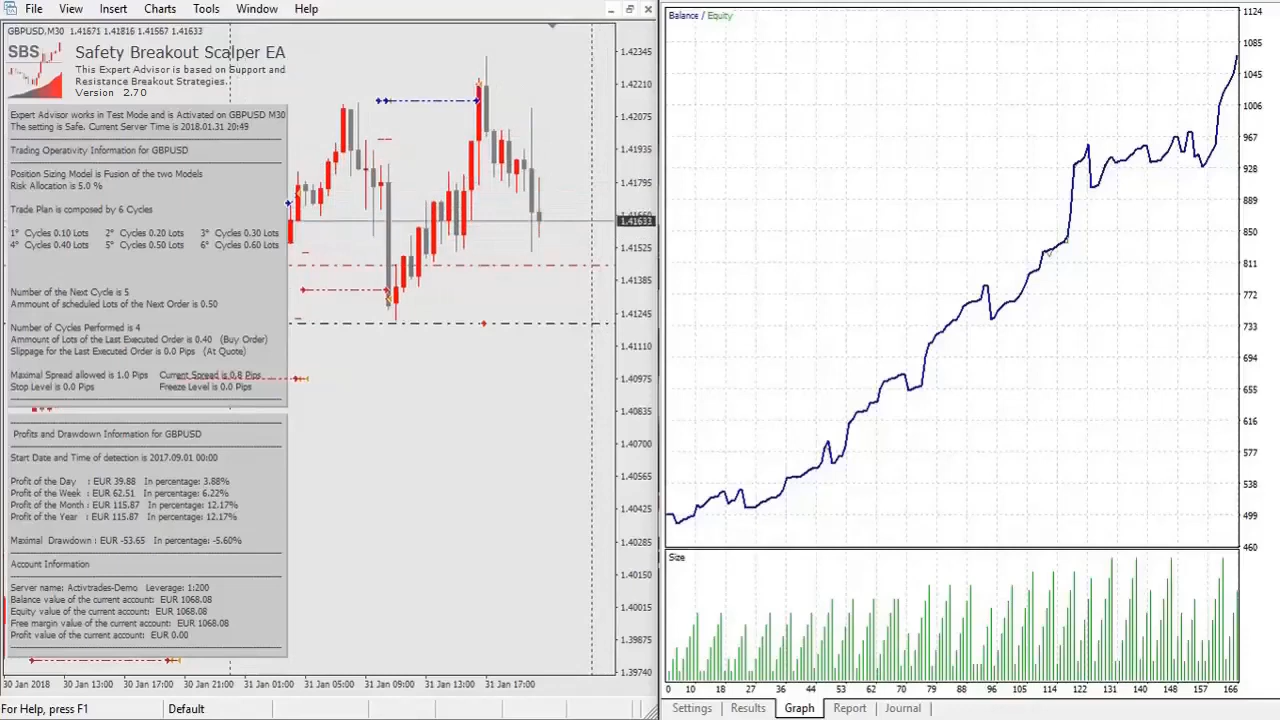 File View Insert Charts Tools Window Help
GBPUSD,M30 1.41671 1.41816 1.41567 1.41633
SBS
Safety Breakout Scalper EA
This Expert Advisor is based on Support and
Resistance Breakout Strategies.
Version 2.70
Expert Advisor works in Test Mode and is Activated on GBPUSD M30
The setting is Safe. Current Server Time is 2018.01.31 20:49
Trading Operativity Information for GBPUSD
Position Sizing Model is Fusion of the two Models
Risk Allocation is 5.0 %
Trade Plan is composed by 6 Cycles
1° Cycles 0.10 Lots 2° Cycles 0.20 Lots 3° Cycles 0.30 Lots
4° Cycles 0.40 Lots 5° Cycles 0.50 Lots 6° Cycles 0.60 Lots
Number of the Next Cycle is 5
Ammount of scheduled Lots of the Next Order is 0.50
Number of Cycles Performed is 4
Ammount of Lots of the Last Executed Order is 0.40 (Buy Order)
Slippage for the Last Executed Order is 0.0 Pips (At Quote)
Maximal Spread allowed is 1.0 Pips Current Spread is 0.8 Pips
Stop Level is 0.0 Pips Freeze Level is 0.0 Pips
Profits and Drawdown Information for GBPUSD
Start Date and Time of detection is 2017.09.01 00:00
Profit of the Day : EUR 39.86 In percentage: 3.88%
Profit of the Week : EUR 62.51 In percentage: 6.22%
Profit of the Month : EUR 115.87 In percentage: 12.17%
Profit of the Year : EUR 115.87 In percentage: 12.17%
Maximal Drawdown : EUR -53.65 In percentage: -5.60%
Account Information
Server name: Activtrades-Demo Leverage: 1:200
Balance value of the current account: EUR 1068.08
Equity value of the current account: EUR 1068.08
Free margin value of the current account: EUR 1068.08
Profit value of the current account: EUR 0.00
1.42345
1.42210
1.42075
1.41935
1.41795
1.41633
1.41525
1.41385
1.41245
1.41110
1.40975
1.40835
1.40700
1.40565
1.40425
1.40285
1.40150
1.40015
1.39875
1.39740
30 Jan 2018 30 Jan 13:00 30 Jan 17:00 30 Jan 21:00 31 Jan 01:00 31 Jan 05:00 31 Jan 09:00 31 Jan 13:00 31 Jan 17:00
For Help, press F1 Default
Balance / Equity
1124
1085
1045
1006
967
928
889
850
811
772
733
694
655
616
577
538
499
460
Size
0 10 18 27 35 44 53 62 70 79 88 96 105 114 122 131 140 148 157 166
Settings Results Graph Report Journal